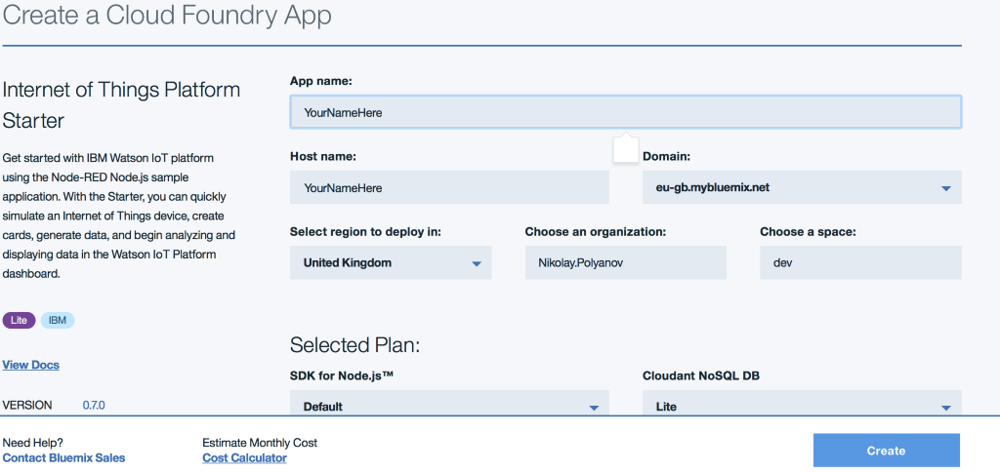 Create a Cloud Foundry App
Internet of Things Platform
Starter
Get started with IBM Watson IoT platform
using the Node-RED Node.js sample
application. With the Starter, you can quickly
simulate an Internet of Things device, create
cards, generate data, and begin analyzing and
displaying data in the Watson IoT Platform
dashboard.
Lite IBM
View Docs
VERSION 0.7.0
App name:
YourNameHere
Host name: Domain:
YourNameHere eu-gb.mybluemix.net
Select region to deploy in: Choose an organization: Choose a space:
United Kingdom Nikolay.Polyanov dev
Selected Plan:
SDK for Node.js™ Cloudant NoSQL DB
Default Lite
Need Help? Estimate Monthly Cost
Contact Bluemix Sales Cost Calculator
Create